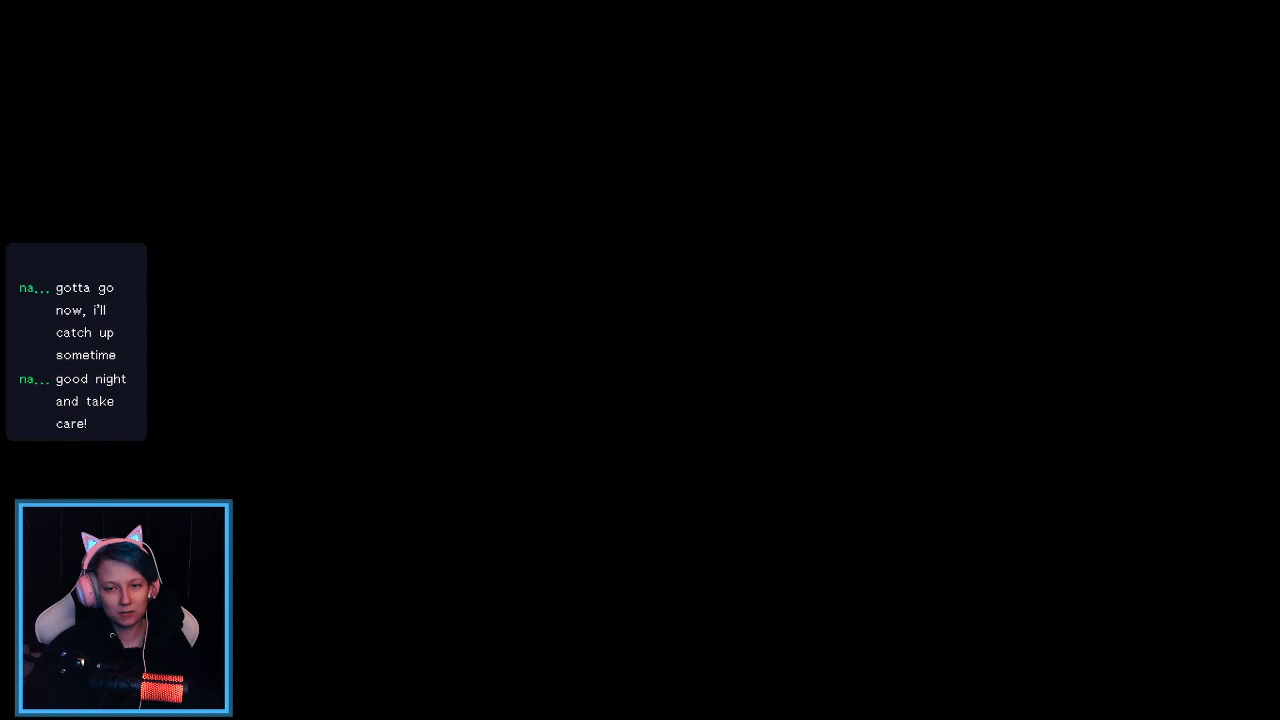 na... gotta go
now, i'll
catch up
sometime
na... good night
and take
care!